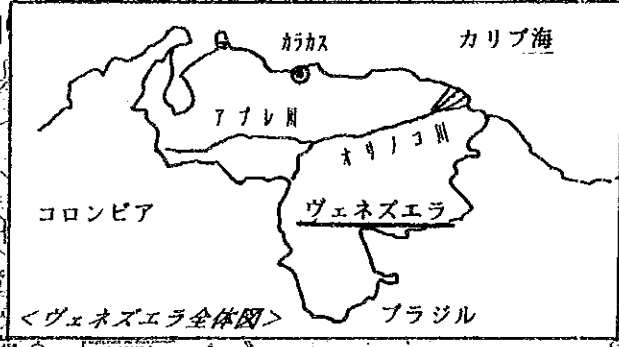 カラカス
カリブ海
アプレ川
オリノコ川
コロンビア
ヴェネズエラ
<ヴェネズエラ全体図>
ブラジル